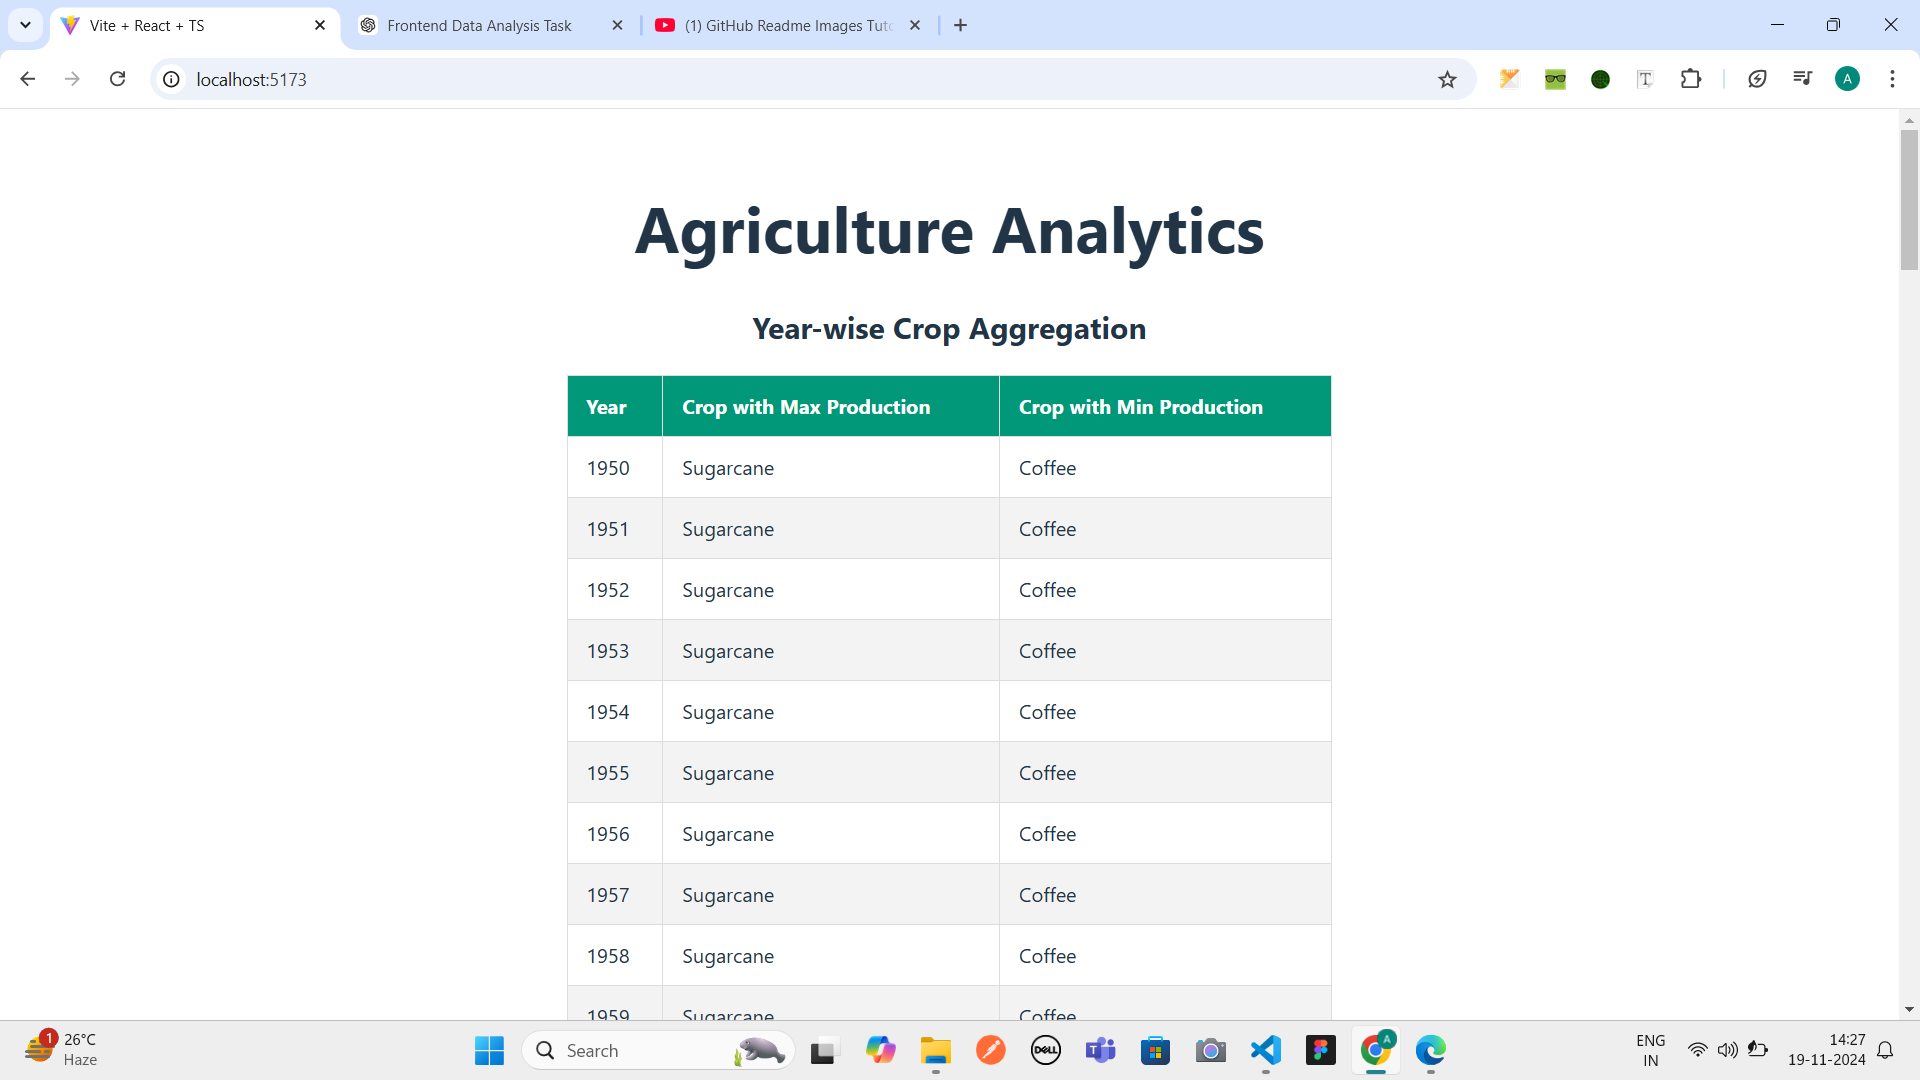 Vite + React + TS
Frontend Data Analysis Task
(1) GitHub Readme Images Tuto
localhost:5173
T
A
Agriculture Analytics
Year-wise Crop Aggregation
Year Crop with Max Production Crop with Min Production
1950 Sugarcane Coffee
1951 Sugarcane Coffee
1952 Sugarcane Coffee
1953 Sugarcane Coffee
1954 Sugarcane Coffee
1955 Sugarcane Coffee
1956 Sugarcane Coffee
1957 Sugarcane Coffee
1958 Sugarcane Coffee
1959 Sugarcane Coffee
1
26°C
Haze
Search
DELL
T
A
ENG
IN
14:27
19-11-2024